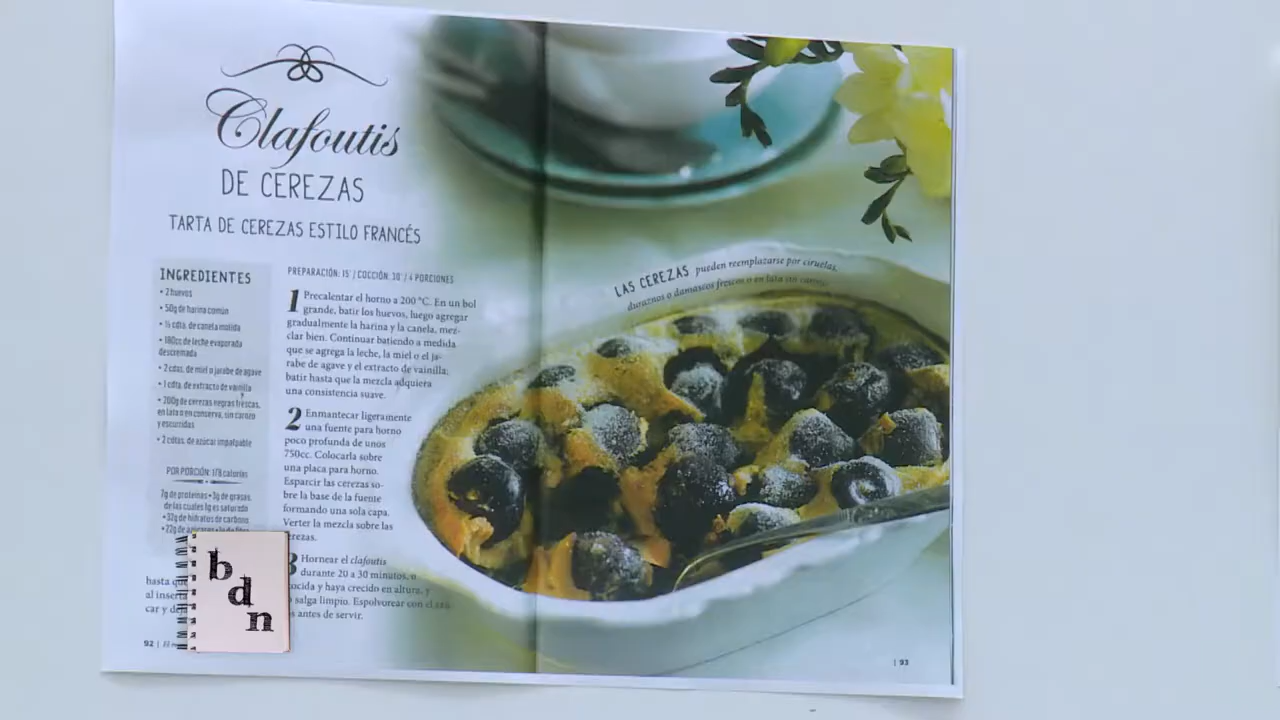 Clafoutis
DE CEREZAS
TARTA DE CEREZAS ESTILO FRANCÉS
INGREDIENTES
• 2 huevos
• 50g de harina común
• ½ cdta. de canela molida
• 180cc de leche evaporada
descremada
• 2 cdas. de miel o jarabe de agave
• 1 cdta. de extracto de vainilla
• 200g de cerezas negras frescas,
en lata o en conserva, sin carozo
y escurridas
• 2 cdtas. de azúcar impalpable
POR PORCIÓN: 178 calorías
7g de proteínas • 3g de grasas,
de las cuales 1g es saturada
• 32g de hidratos de carbono
PREPARACIÓN: 15' / COCCIÓN: 30' / 4 PORCIONES
1 Precalentar el horno a 200 °C. En un bol
grande, batir los huevos, luego agregar
gradualmente la harina y la canela, mez-
clar bien. Continuar batiendo a medida
que se agrega la leche, la miel o el ja-
rabe de agave y el extracto de vainilla,
batir hasta que la mezcla adquiera
una consistencia suave.
2 Enmantecar ligeramente
una fuente para horno
poco profunda de unos
750cc. Colocarla sobre
una placa para horno.
Esparcir las cerezas so-
bre la base de la fuente
formando una sola capa.
Verter la mezcla sobre las
cerezas.
3 Hornear el clafoutis
durante 20 a 30 minutos, o
hasta que
cocida y haya crecido en altura, y
al
salga limpio. Espolvorear con el azú-
car y
antes de servir.
LAS CEREZAS pueden reemplazarse por ciruelas,
duraznos o damascos frescos o en lata sin carozo.
b
d
n
92 |
| 93